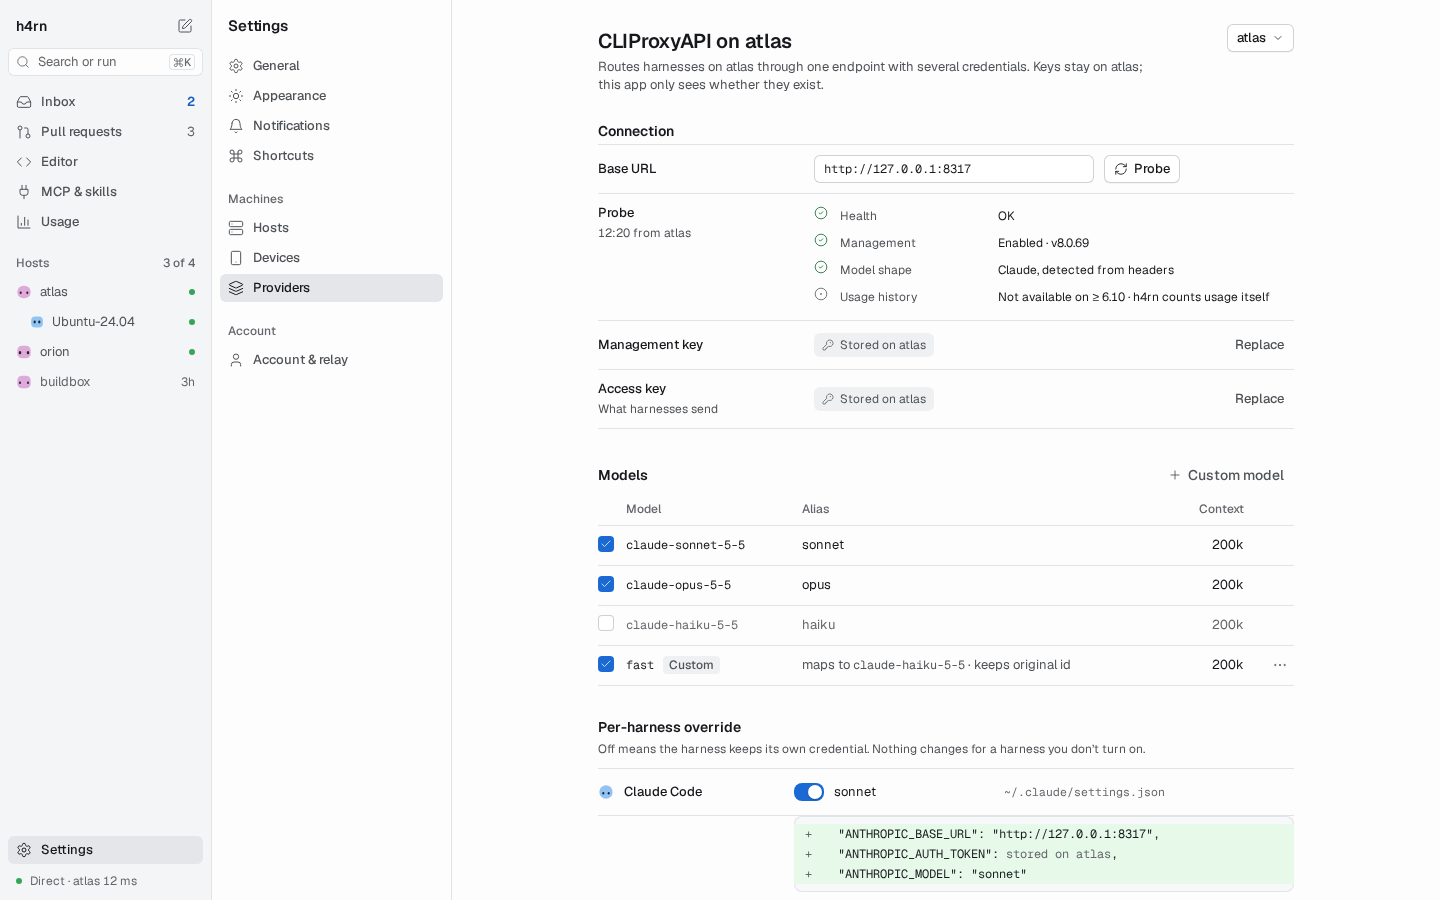 h4rn
Search or run ⌘K
Inbox 2
Pull requests 3
Editor
MCP & skills
Usage
Hosts 3 of 4
atlas
Ubuntu-24.04
orion
buildbox 3h
Settings
Direct · atlas 12 ms
Settings
General
Appearance
Notifications
Shortcuts
Machines
Hosts
Devices
Providers
Account
Account & relay
CLIProxyAPI on atlas
atlas
Routes harnesses on atlas through one endpoint with several credentials. Keys stay on atlas;
this app only sees whether they exist.
Connection
Base URL http://127.0.0.1:8317 Probe
Probe
12:20 from atlas
Health OK
Management Enabled · v8.0.69
Model shape Claude, detected from headers
Usage history Not available on ≥ 6.10 · h4rn counts usage itself
Management key Stored on atlas Replace
Access key
What harnesses send
Stored on atlas Replace
Models + Custom model
Model Alias Context
claude-sonnet-5-5 sonnet 200k
claude-opus-5-5 opus 200k
claude-haiku-5-5 haiku 200k
fast Custom maps to claude-haiku-5-5 · keeps original id 200k ···
Per-harness override
Off means the harness keeps its own credential. Nothing changes for a harness you don't turn on.
Claude Code sonnet ~/.claude/settings.json
+ "ANTHROPIC_BASE_URL": "http://127.0.0.1:8317",
+ "ANTHROPIC_AUTH_TOKEN": stored on atlas,
+ "ANTHROPIC_MODEL": "sonnet"